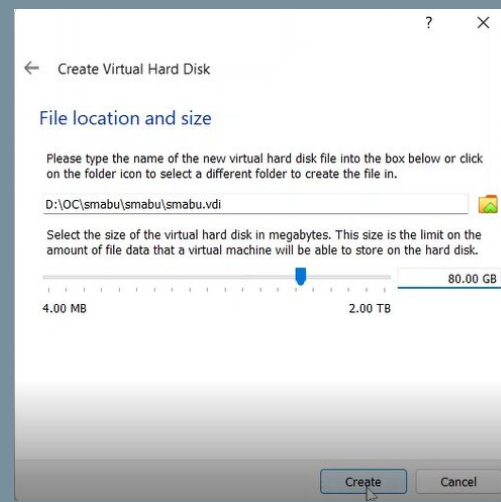 ?
Create Virtual Hard Disk
File location and size
Please type the name of the new virtual hard disk file into the box below or click
on the folder icon to select a different folder to create the file in.
D:\OC\smabu\smabu\smabu.vdi
Select the size of the virtual hard disk in megabytes. This size is the limit on the
amount of file data that a virtual machine will be able to store on the hard disk.
80.00 GB
4.00 MB 2.00 TB
Create Cancel